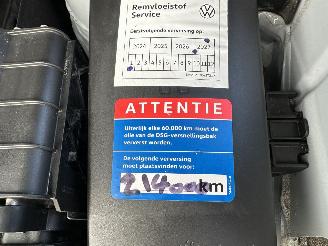 Remvloeistof
Service
Eerstvolgende verversing op:
2024 2025 2026 2027
1 2 3 4 5 6 7 8 9 10 11 12
ATTENTIE
Uiterlijk elke 60.000 km moet de
olie van de DSG-versnellingsbak
ververst worden.
De volgende verversing
moet plaatsvinden voor:
214000 km